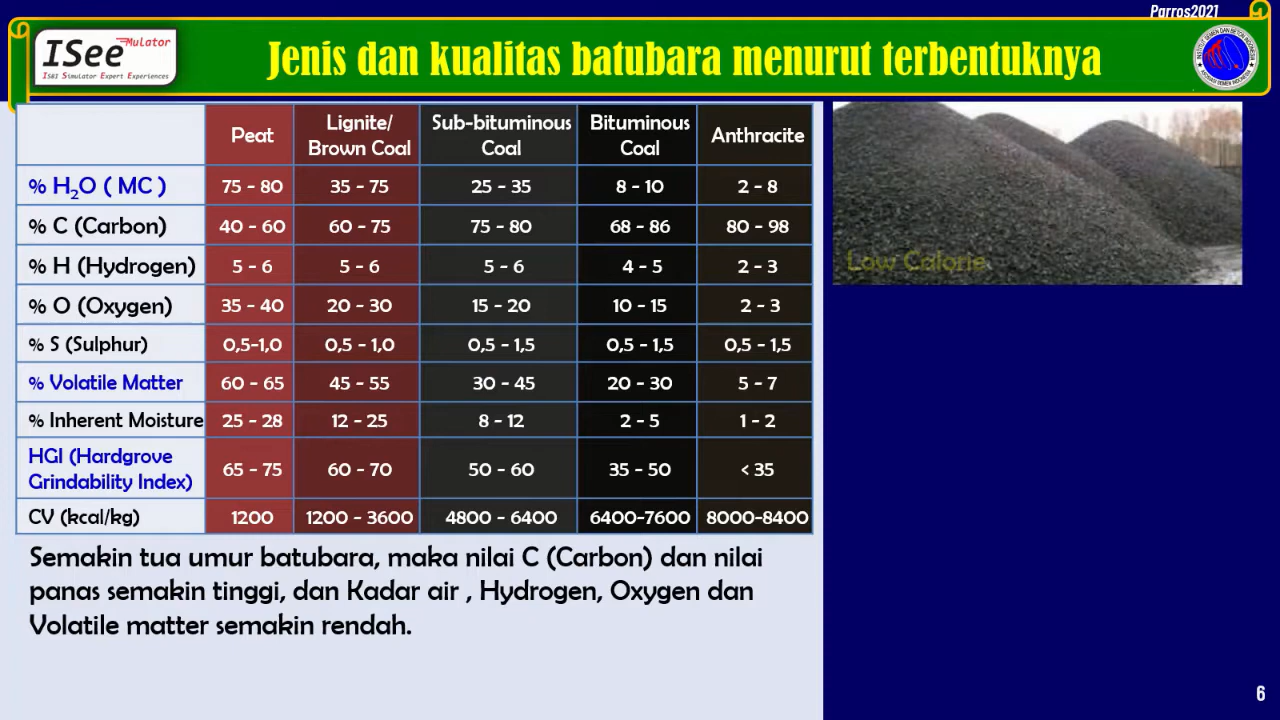 Parros2021
ISee Mulator
ISBI Simulator Expert Experiences
Jenis dan kualitas batubara menurut terbentuknya
INSTITUT SEMEN DAN BETON INDONESIA
ASOSIASI SEMEN INDONESIA
Peat Lignite/ Brown Coal Sub-bituminous Coal Bituminous Coal Anthracite
% H₂O ( MC ) 75 - 80 35 - 75 25 - 35 8 - 10 2 - 8
% C (Carbon) 40 - 60 60 - 75 75 - 80 68 - 86 80 - 98
% H (Hydrogen) 5 - 6 5 - 6 5 - 6 4 - 5 2 - 3
% O (Oxygen) 35 - 40 20 - 30 15 - 20 10 - 15 2 - 3
% S (Sulphur) 0,5-1,0 0,5 - 1,0 0,5 - 1,5 0,5 - 1,5 0,5 - 1,5
% Volatile Matter 60 - 65 45 - 55 30 - 45 20 - 30 5 - 7
% Inherent Moisture 25 - 28 12 - 25 8 - 12 2 - 5 1 - 2
HGI (Hardgrove Grindability Index) 65 - 75 60 - 70 50 - 60 35 - 50 < 35
CV (kcal/kg) 1200 1200 - 3600 4800 - 6400 6400-7600 8000-8400
Semakin tua umur batubara, maka nilai C (Carbon) dan nilai
panas semakin tinggi, dan Kadar air , Hydrogen, Oxygen dan
Volatile matter semakin rendah.
Low Calorie
6